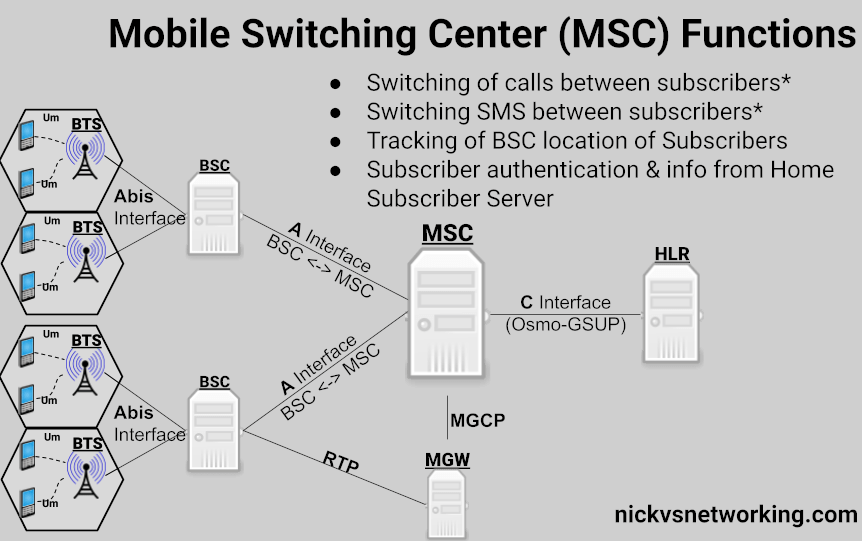 Mobile Switching Center (MSC) Functions
● Switching of calls between subscribers*
● Switching SMS between subscribers*
● Tracking of BSC location of Subscribers
● Subscriber authentication & info from Home
Subscriber Server
Um
BTS
Um
Um
BTS
Um
Abis
Interface
BSC
A Interface
BSC <-> MSC
MSC
C Interface
(Osmo-GSUP)
HLR
Um
BTS
Um
Um
BTS
Um
Abis
Interface
BSC
A Interface
BSC <-> MSC
MGCP
RTP
MGW
nickvsnetworking.com